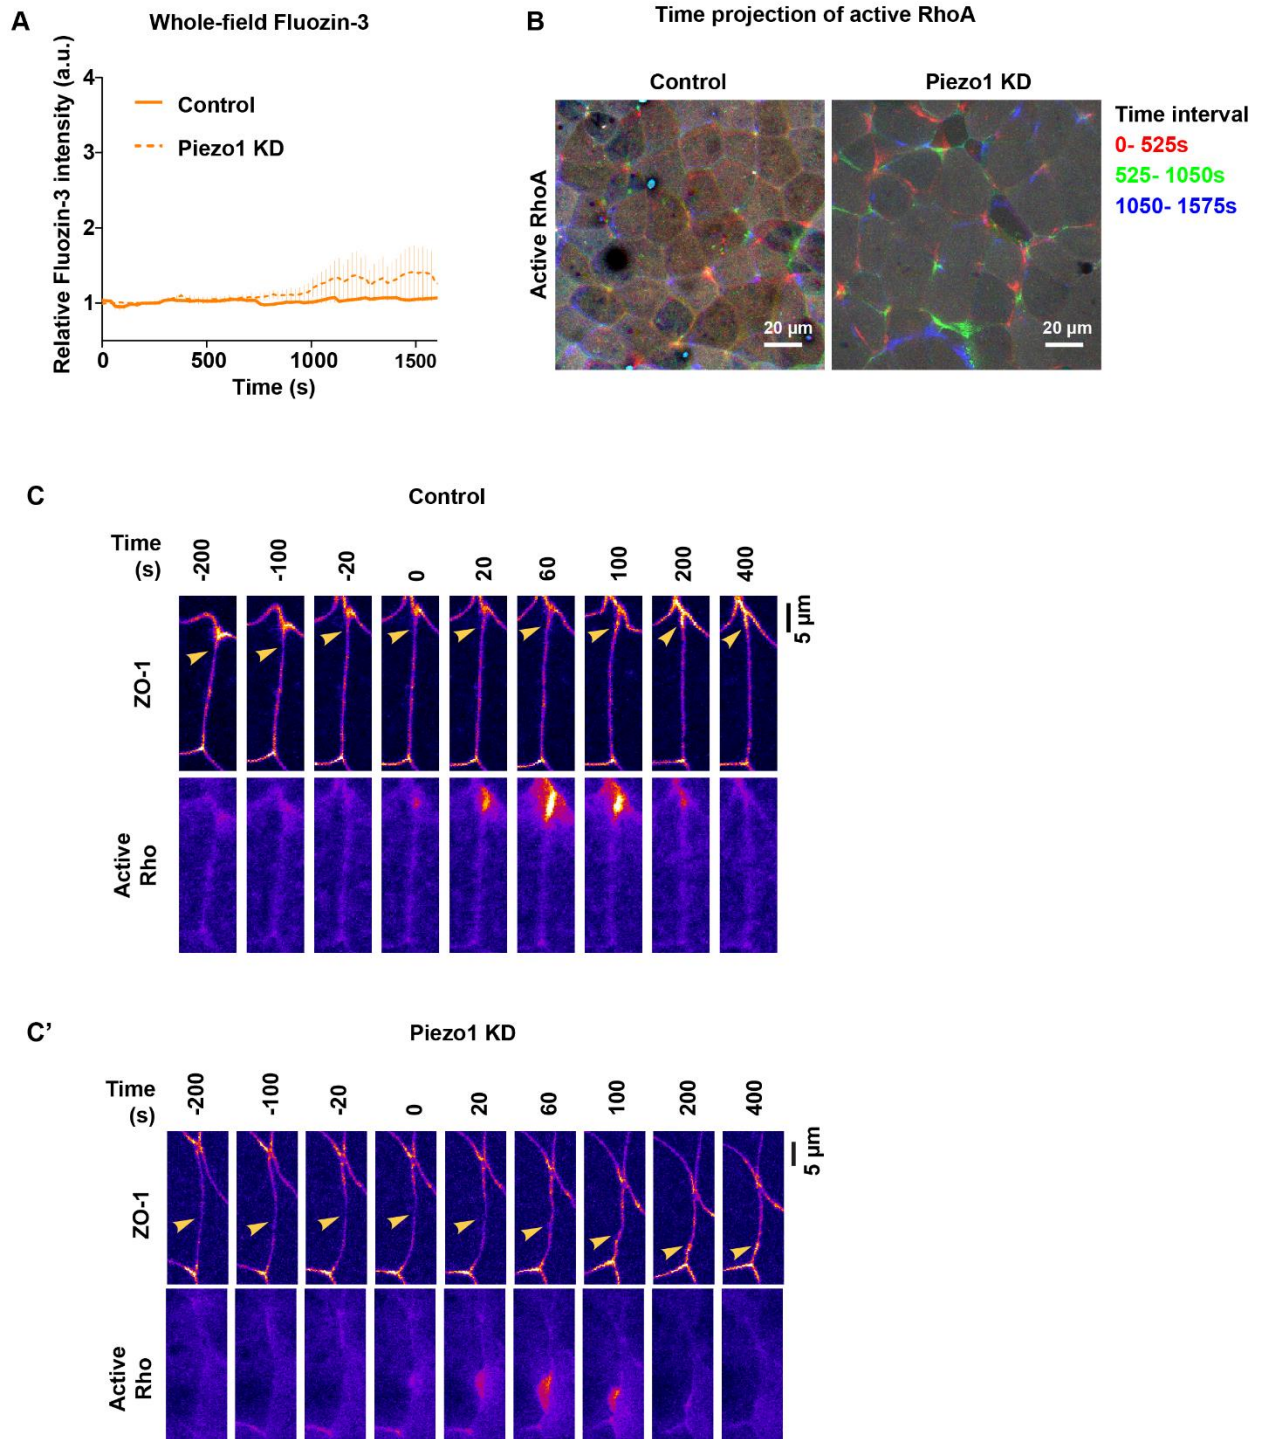 A
Whole-field Fluozin-3
Relative Fluozin-3 intensity (a.u.)
4
3
2
1
Control
Piezo1 KD
0
500
1000
1500
Time (s)
B
Time projection of active RhoA
Control
Piezo1 KD
Active RhoA
20 µm
20 µm
Time interval
0- 525s
525- 1050s
1050- 1575s
C
Control
Time
(s)
-200
-100
-20
0
20
60
100
200
400
ZO-1
5 µm
Active
Rho
C’
Piezo1 KD
Time
(s)
-200
-100
-20
0
20
60
100
200
400
ZO-1
5 µm
Active
Rho